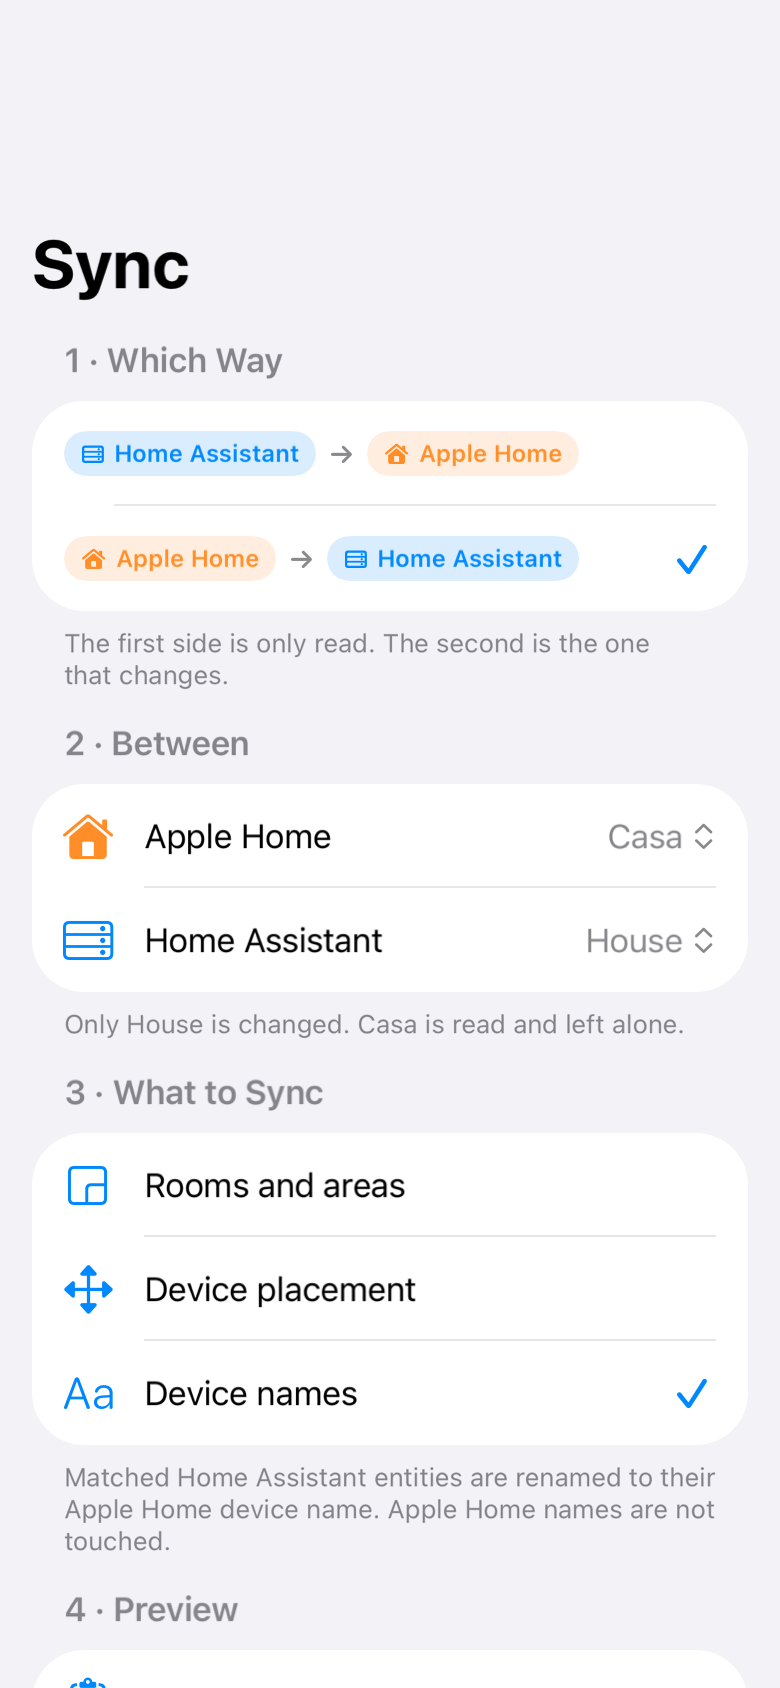 Sync
1 · Which Way
Home Assistant → Apple Home
Apple Home → Home Assistant
The first side is only read. The second is the one
that changes.
2 · Between
Apple Home Casa
Home Assistant House
Only House is changed. Casa is read and left alone.
3 · What to Sync
Rooms and areas
Device placement
Aa Device names
Matched Home Assistant entities are renamed to their
Apple Home device name. Apple Home names are not
touched.
4 · Preview